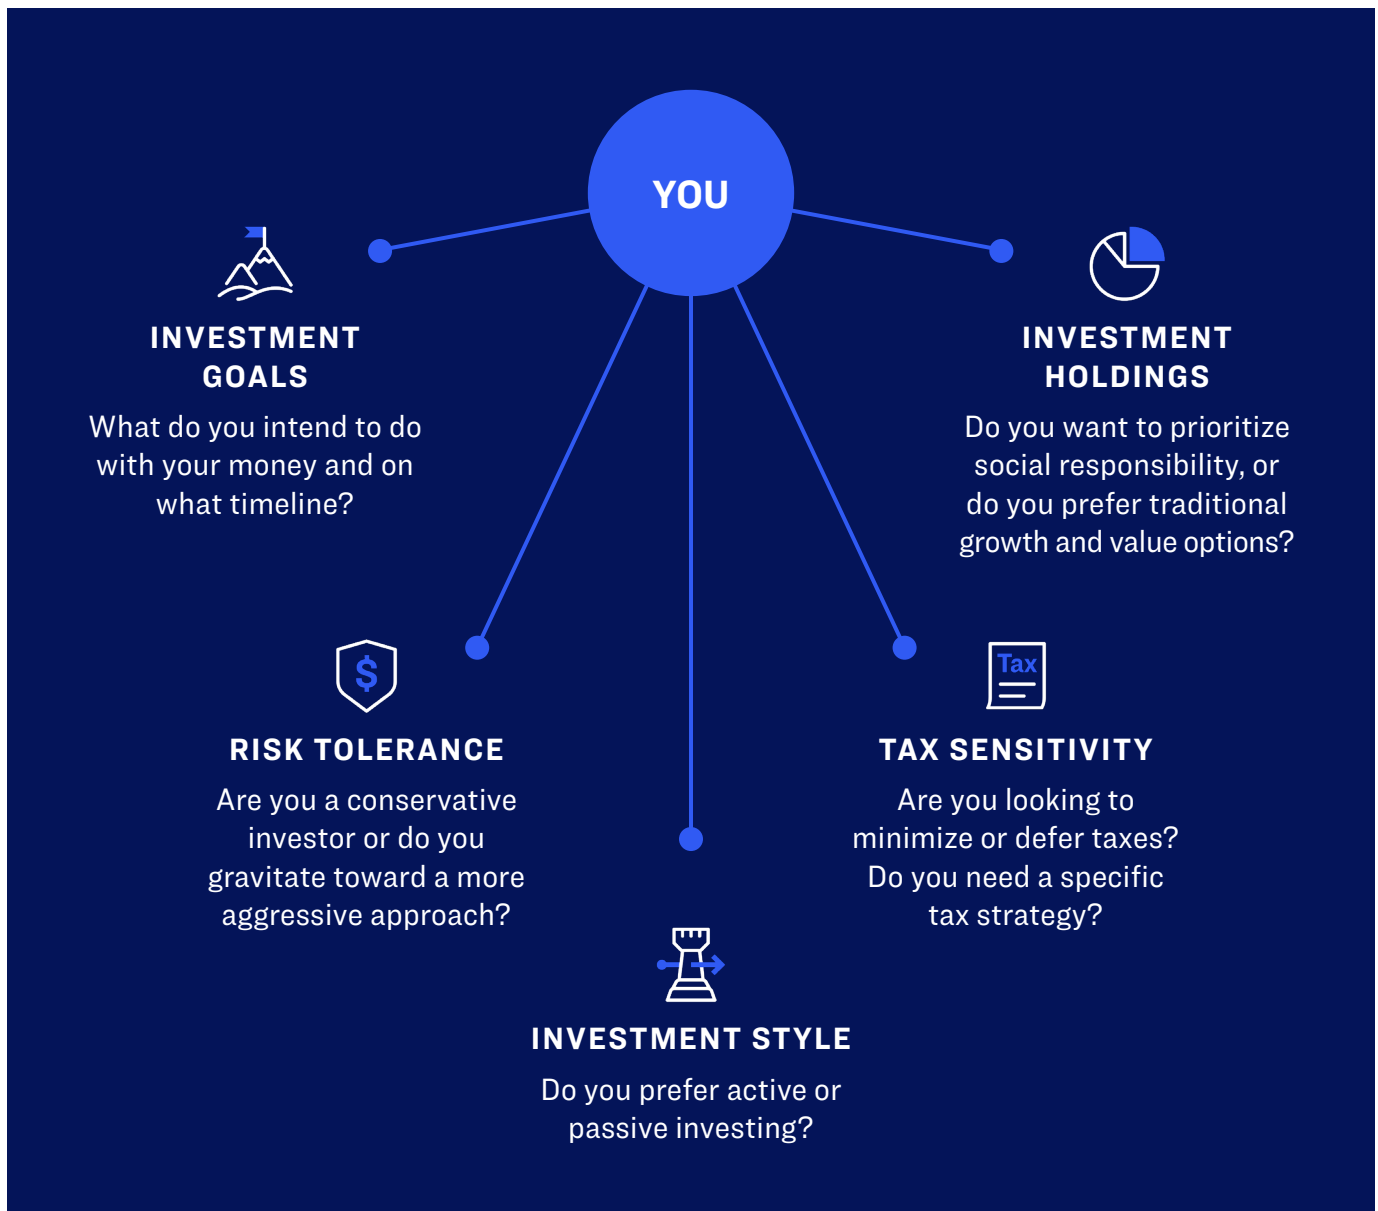 YOU
INVESTMENT
GOALS
What do you intend to do
with your money and on
what timeline?
INVESTMENT
HOLDINGS
Do you want to prioritize
social responsibility, or
do you prefer traditional
growth and value options?
$
RISK TOLERANCE
Are you a conservative
investor or do you
gravitate toward a more
aggressive approach?
Tax
TAX SENSITIVITY
Are you looking to
minimize or defer taxes?
Do you need a specific
tax strategy?
INVESTMENT STYLE
Do you prefer active or
passive investing?